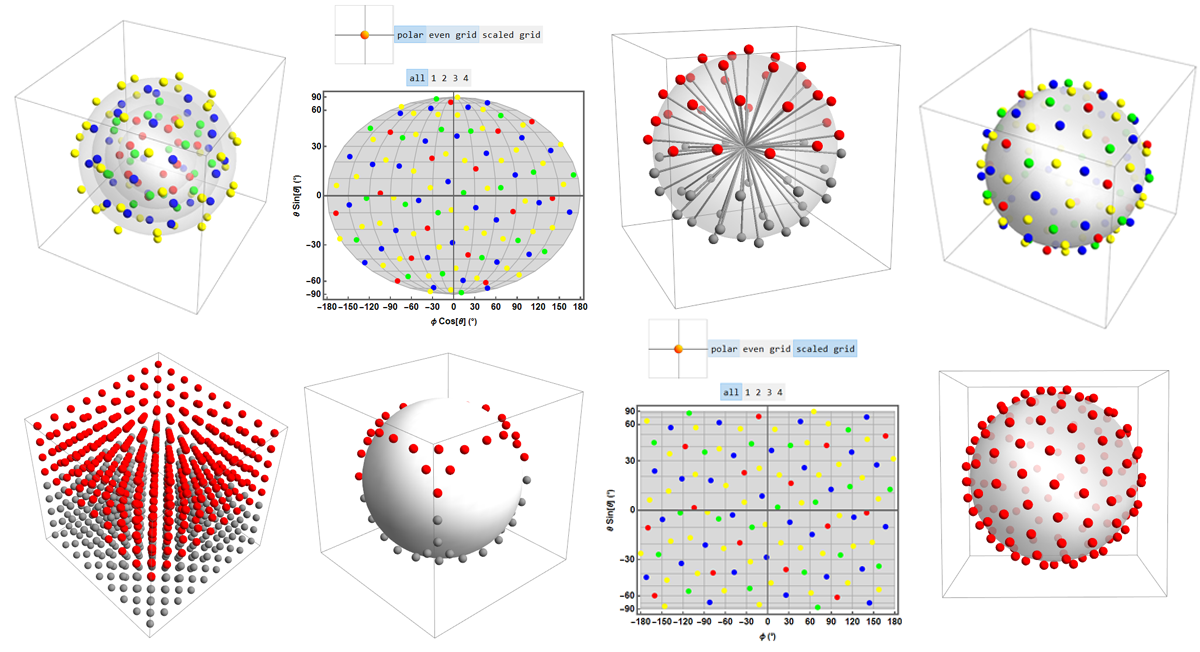 polar even grid scaled grid
all 1 2 3 4
90
60
30
0
−30
−60
−90
θ Sin[θ] (°)
−180 −150 −120 −90 −60 −30 0 30 60 90 120 150 180
ϕ Cos[θ] (°)
polar even grid scaled grid
all 1 2 3 4
90
60
30
0
−30
−60
−90
θ Sin[θ] (°)
−180 −150 −120 −90 −60 −30 0 30 60 90 120 150 180
ϕ (°)